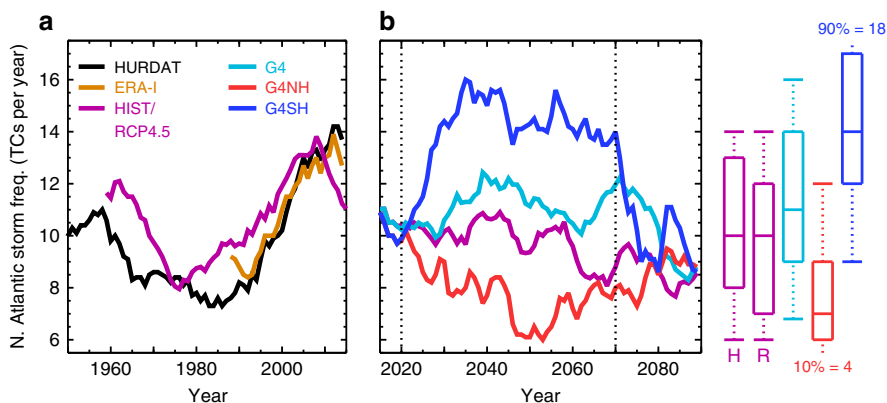 a
b
90% = 18
N. Atlantic storm freq. (TCs per year)
16
14
12
10
8
6
HURDAT
ERA-I
HIST/
RCP4.5
G4
G4NH
G4SH
H
R
10% = 4
1960
1980
2000
2020
2040
2060
2080
Year
Year